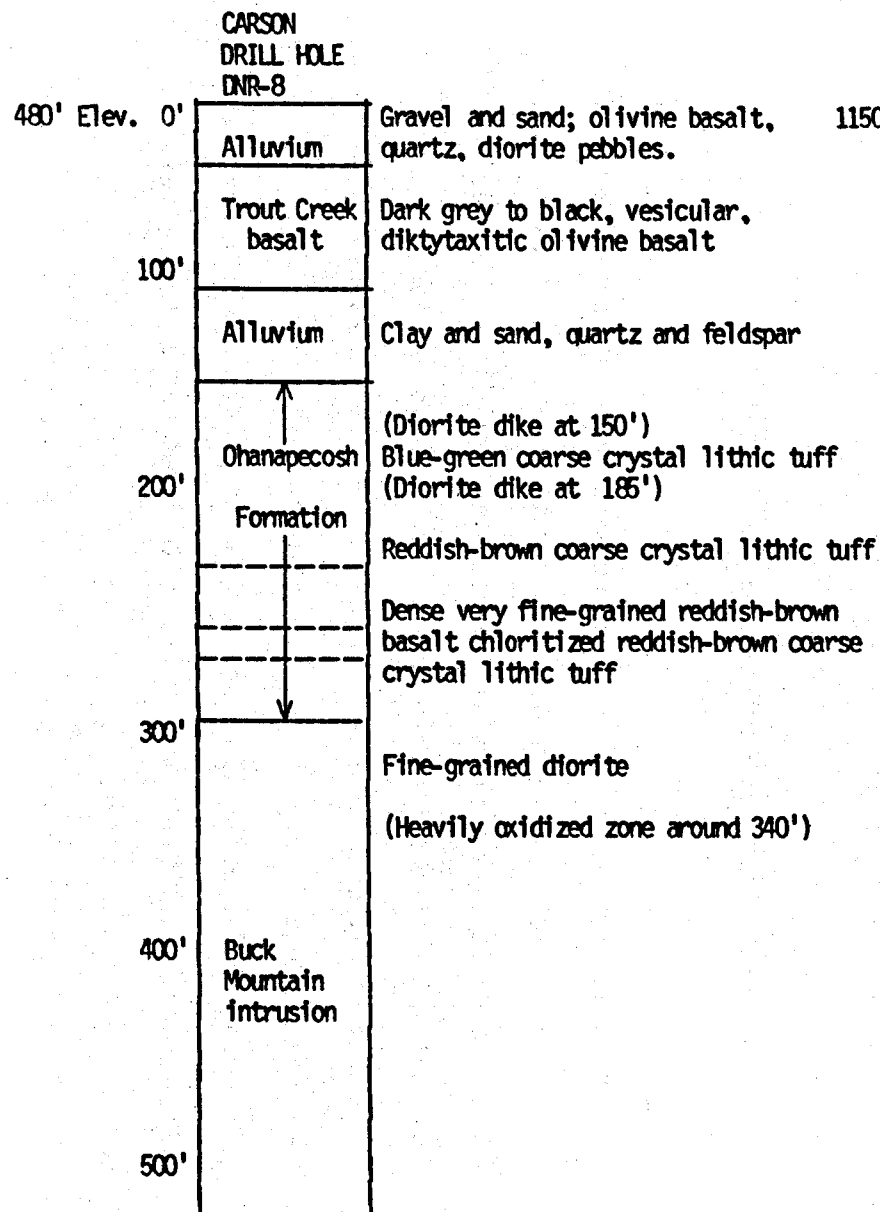 CARSON
DRILL HOLE
DNR-8
480' Elev. 0'
Alluvium
Gravel and sand; olivine basalt,
quartz, diorite pebbles.
1150
Trout Creek
basalt
Dark grey to black, vesicular,
diktytaxitic olivine basalt
100'
Alluvium
Clay and sand, quartz and feldspar
(Diorite dike at 150')
Ohanapecosh
Blue-green coarse crystal lithic tuff
200'
(Diorite dike at 185')
Formation
Reddish-brown coarse crystal lithic tuff
Dense very fine-grained reddish-brown
basalt chloritized reddish-brown coarse
crystal lithic tuff
300'
Fine-grained diorite
(Heavily oxidized zone around 340')
400'
Buck
Mountain
intrusion
500'